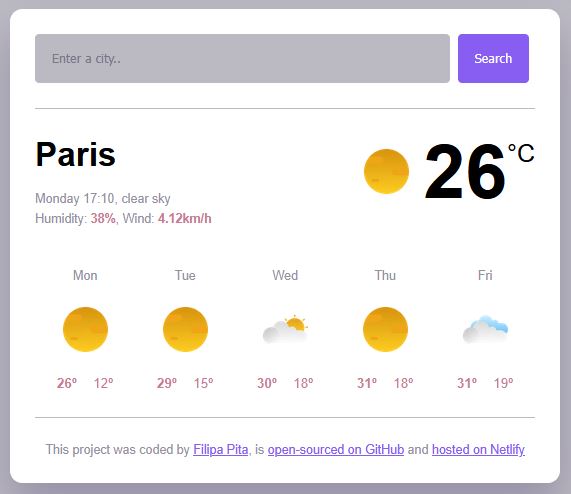 Enter a city..
Search
Paris
26°C
Monday 17:10, clear sky
Humidity: 38%, Wind: 4.12km/h
Mon Tue Wed Thu Fri
26° 12° 29° 15° 30° 18° 31° 18° 31° 19°
This project was coded by Filipa Pita, is open-sourced on GitHub and hosted on Netlify